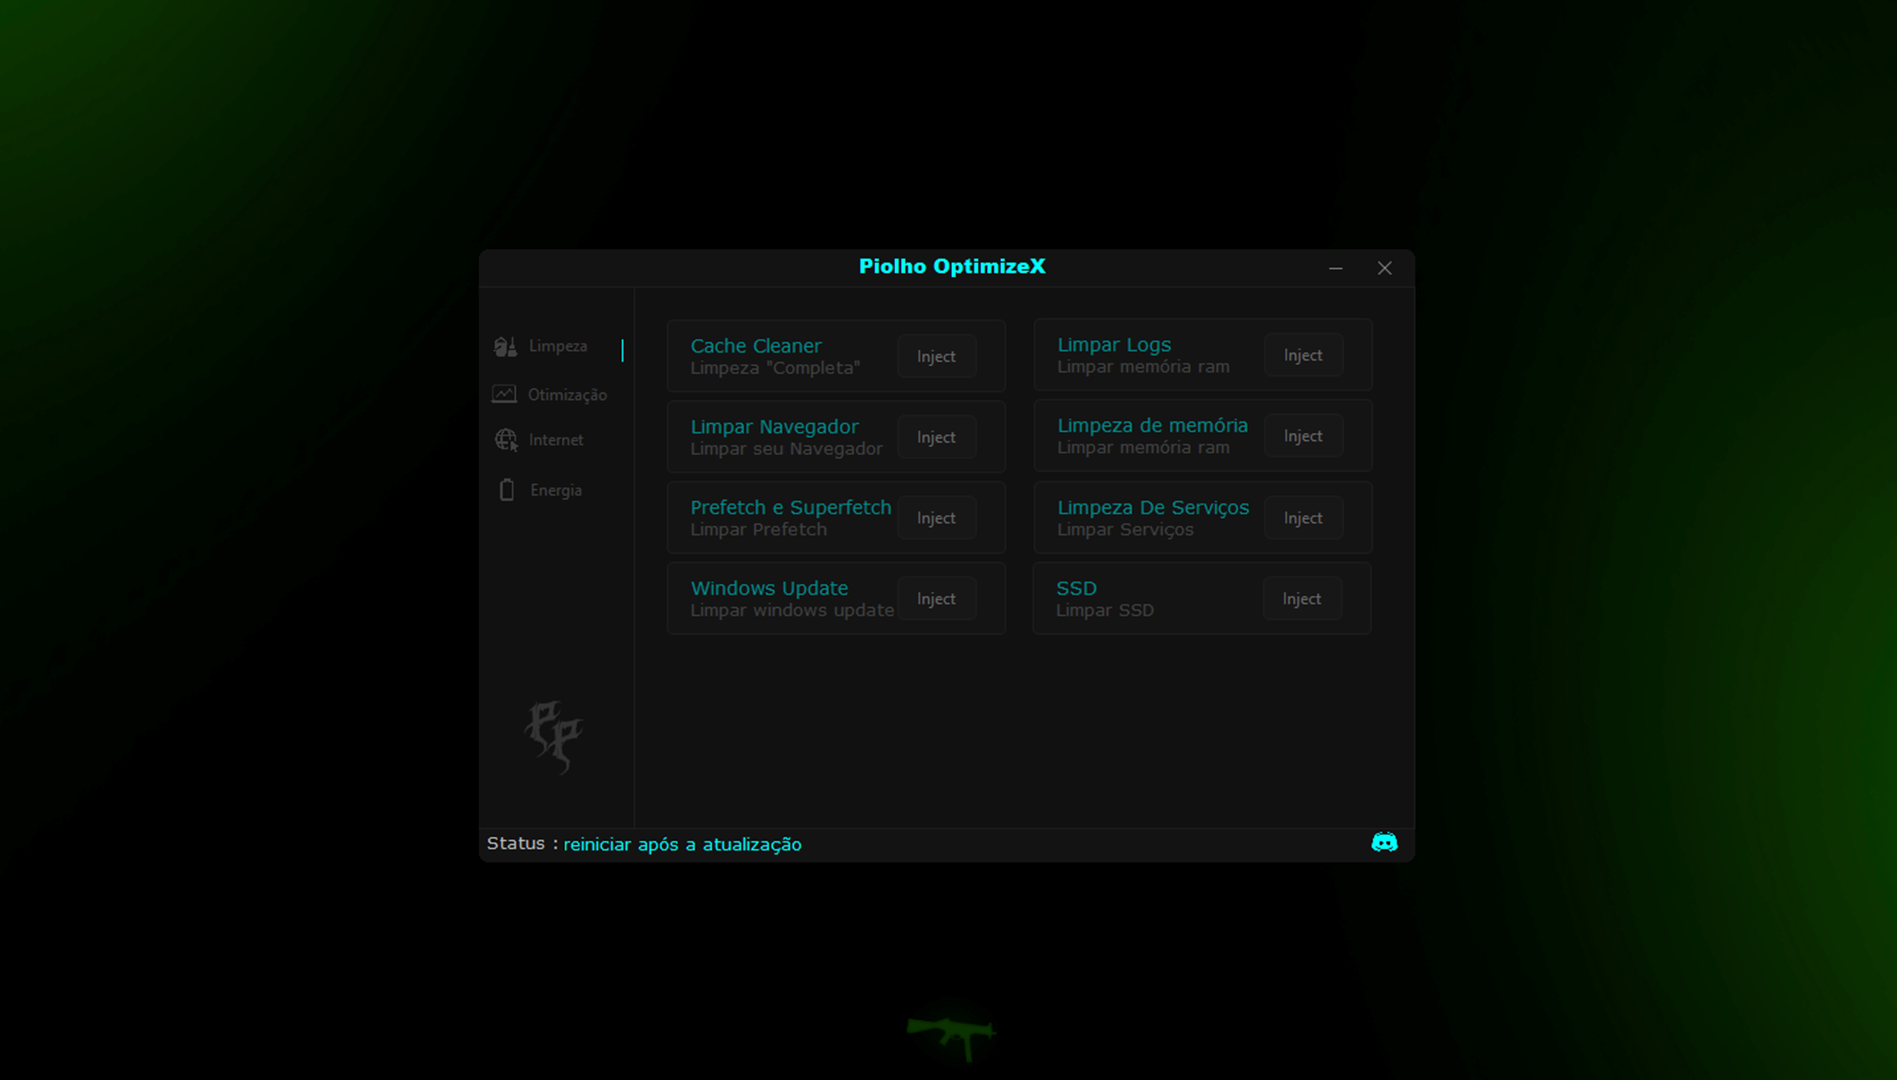 Piolho OptimizeX
Limpeza
Otimização
Internet
Energia
Cache Cleaner
Limpeza "Completa"
Inject
Limpar Logs
Limpar memória ram
Inject
Limpar Navegador
Limpar seu Navegador
Inject
Limpeza de memória
Limpar memória ram
Inject
Prefetch e Superfetch
Limpar Prefetch
Inject
Limpeza De Serviços
Limpar Serviços
Inject
Windows Update
Limpar windows update
Inject
SSD
Limpar SSD
Inject
PP
Status : reiniciar após a atualização